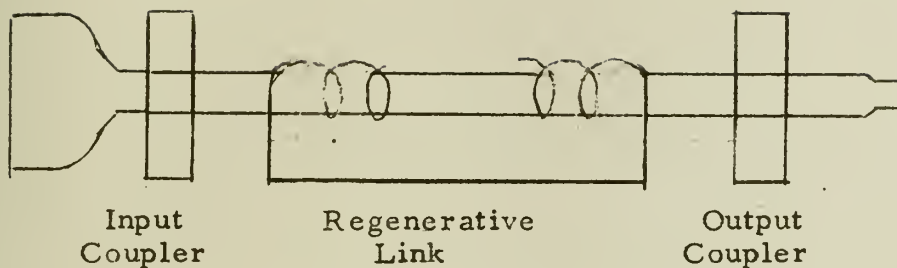 Input
Coupler
Regenerative
Link
Output
Coupler